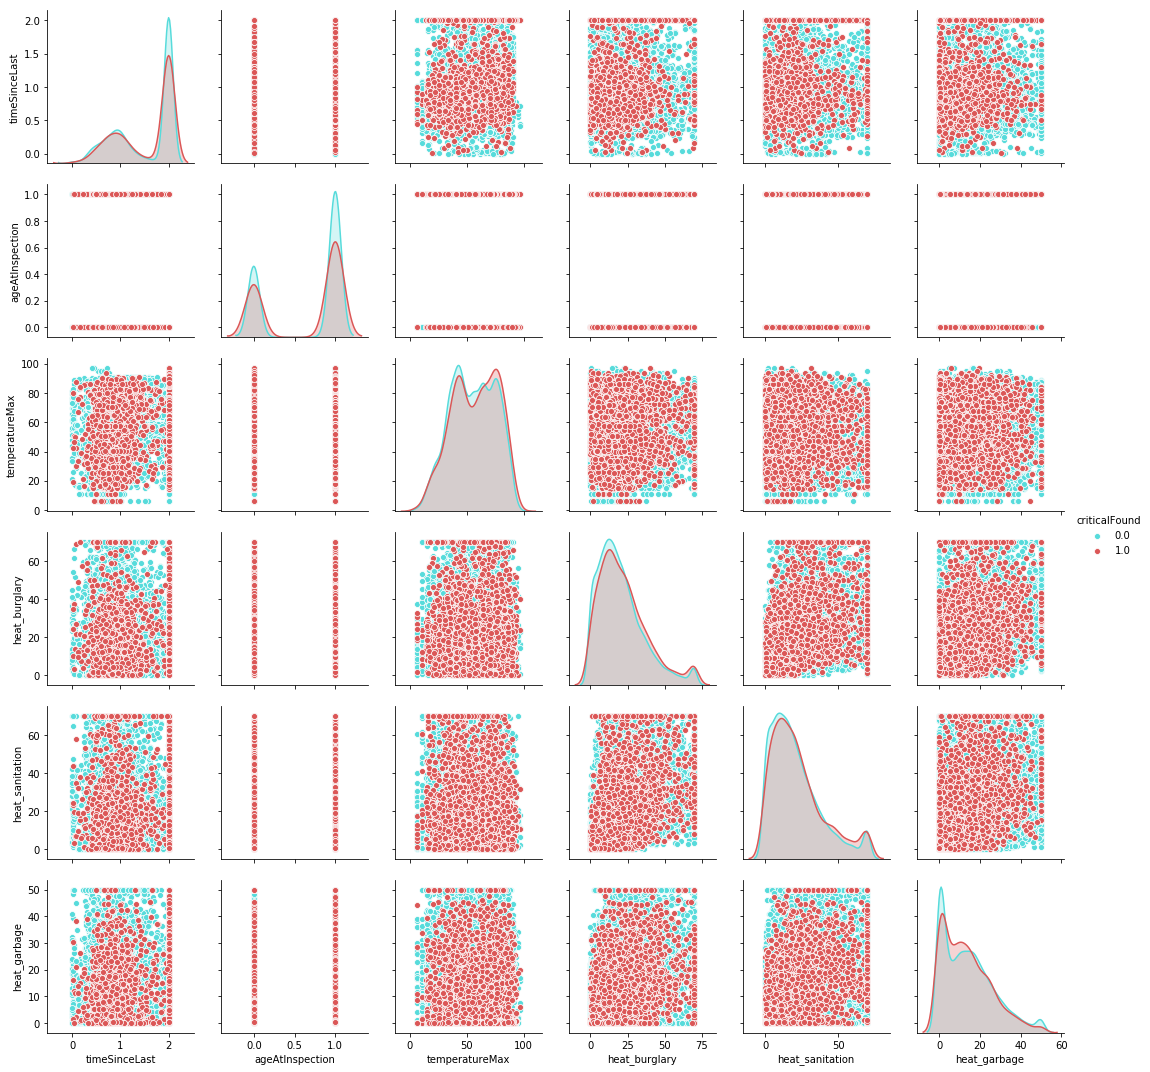 timeSinceLast
2.0
1.5
1.0
0.5
0.0
ageAtInspection
1.0
0.8
0.6
0.4
0.2
0.0
temperatureMax
100
80
60
40
20
0
criticalFound
0.0
1.0
heat_burglary
60
40
20
0
heat_sanitation
60
40
20
0
heat_garbage
50
40
30
20
10
0
0 1 2
0.0 0.5 1.0
0 50 100
0 25 50 75
0 50
0 20 40 60
timeSinceLast ageAtInspection temperatureMax heat_burglary heat_sanitation heat_garbage